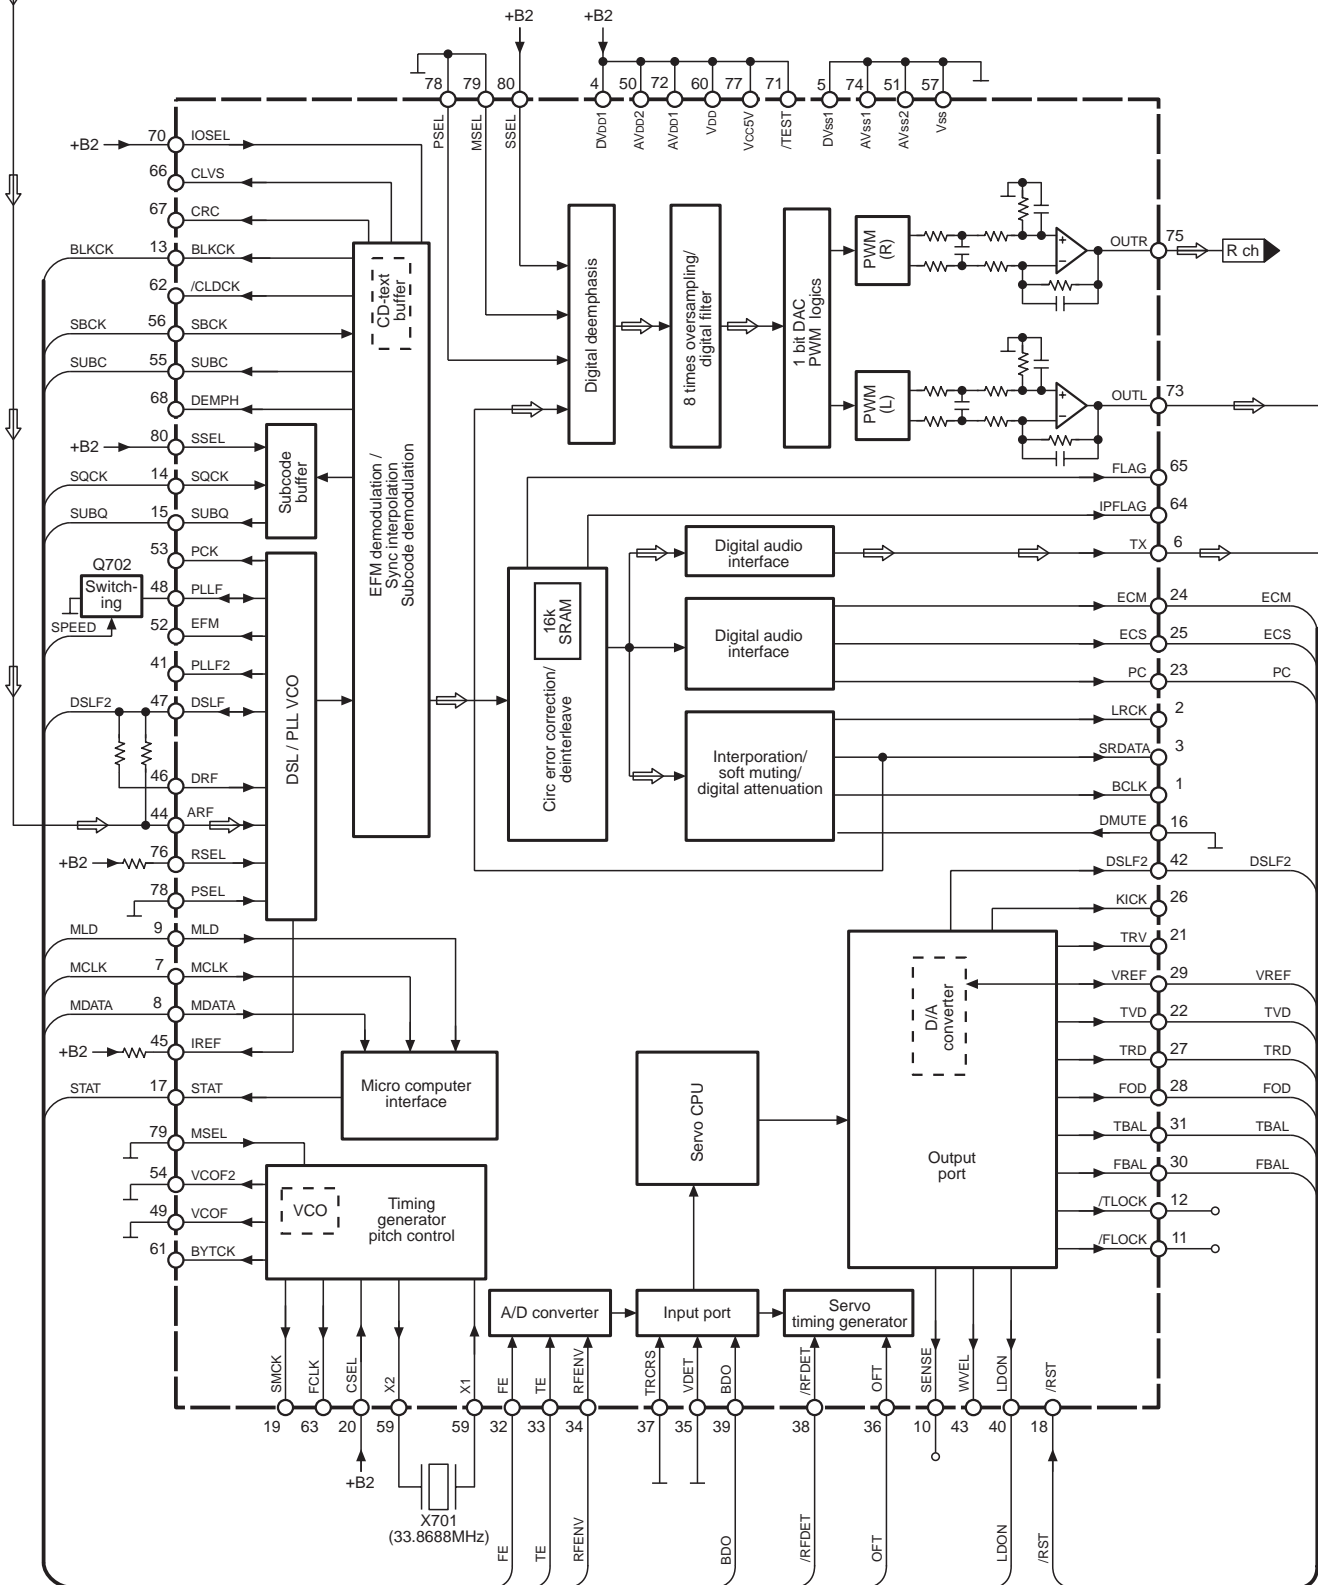 +B2
+B2
78
79
80
4
50
72
60
77
71
5
74
51
57
PSEL
MSEL
SSEL
DVDD1
AVDD2
AVDD1
VDD
VCC5V
/TEST
DVss1
AVss1
AVss2
Vss
+B2
70
IOSEL
66
CLVS
67
CRC
BLKCK
13
BLKCK
62
/CLDCK
SBCK
56
SBCK
SUBC
55
SUBC
68
DEMPH
+B2
80
SSEL
SQCK
14
SQCK
SUBQ
15
SUBQ
53
PCK
Q702
Switch-
ing
48
PLLF
SPEED
52
EFM
41
PLLF2
DSLF2
47
DSLF
46
DRF
44
ARF
+B2
76
RSEL
78
PSEL
MLD
9
MLD
MCLK
7
MCLK
MDATA
8
MDATA
+B2
45
IREF
STAT
17
STAT
79
MSEL
54
VCOF2
49
VCOF
61
BYTCK
CD-text
buffer
EFM demodulation /
Sync interpolation
Subcode demodulation
Subcode
buffer
DSL / PLL VCO
Digital deemphasis
8 times oversampling/
digital filter
1 bit DAC
PWM logics
PWM
(R)
+
−
OUTR
75
R ch
PWM
(L)
+
−
OUTL
73
FLAG
65
IPFLAG
64
Digital audio
interface
TX
6
16k
SRAM
Circ error correction/
deinterleave
Digital audio
interface
ECM
24
ECM
ECS
25
ECS
PC
23
PC
Interporation/
soft muting/
digital attenuation
LRCK
2
SRDATA
3
BCLK
1
DMUTE
16
DSLF2
42
DSLF2
KICK
26
TRV
21
VREF
29
VREF
TVD
22
TVD
TRD
27
TRD
FOD
28
FOD
TBAL
31
TBAL
FBAL
30
FBAL
/TLOCK
12
/FLOCK
11
D/A
converter
Output
port
Micro computer
interface
Servo CPU
VCO
Timing
generator
pitch control
A/D converter
Input port
Servo
timing generator
SMCK
FCLK
CSEL
X2
X1
FE
TE
RFENV
TRCRS
VDET
BDO
/RFDET
OFT
SENSE
WVEL
LDON
/RST
19
63
20
59
59
32
33
34
37
35
39
38
36
10
43
40
18
+B2
X701
(33.8688MHz)
FE
TE
RFENV
BDO
/RFDET
OFT
LDON
/RST